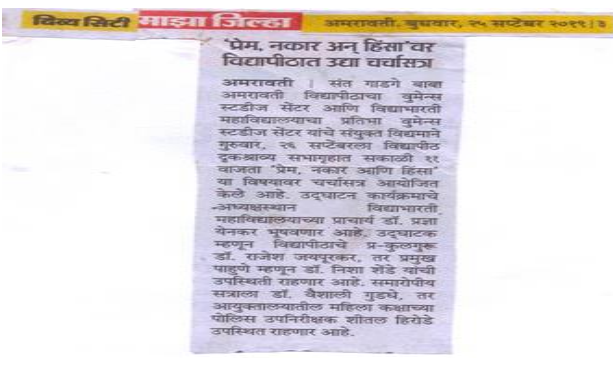 दिव्य सिटी माझा जिल्हा अमरावती, बुधवार, २५ सप्टेंबर २०१९|३
'प्रेम, नकार अन् हिंसा'वर
विद्यापीठात उद्या चर्चासत्र
अमरावती | संत गाडगे बाबा
अमरावती विद्यापीठाचा वुमेन्स
स्टडीज सेंटर आणि विद्याभारती
महाविद्यालयाचा प्रतिभा वुमेन्स
स्टडीज सेंटर यांचे संयुक्त विद्यमाने
गुरुवार, २६ सप्टेंबरला विद्यापीठ
दृकश्राव्य सभागृहात सकाळी ११
वाजता 'प्रेम, नकार आणि हिंसा'
या विषयावर चर्चासत्र आयोजित
केले आहे. उद्घाटन कार्यक्रमाचे
अध्यक्षस्थान विद्याभारती
महाविद्यालयाच्या प्राचार्य डॉ. प्रज्ञा
येनकर भूषवणार आहे. उद्घाटक
म्हणून विद्यापीठाचे प्र-कुलगुरू
डॉ. राजेश जयपूरकर, तर प्रमुख
पाहुणे म्हणून डॉ. निशा शेंडे यांची
उपस्थिती राहणार आहे. समारोपीय
सत्राला डॉ. वैशाली गुडधे, तर
आयुक्तालयातील महिला कक्षाच्या
पोलिस उपनिरीक्षक शीतल हिरोडे
उपस्थित राहणार आहे.